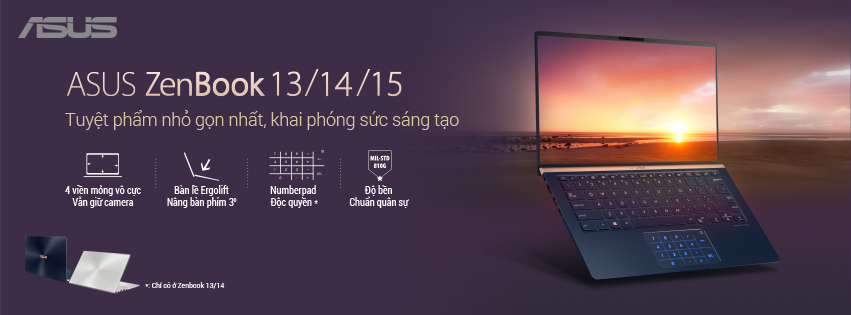 ASUS
ASUS ZenBook 13/14/15
Tuyệt phẩm nhỏ gọn nhất, khai phóng sức sáng tạo
4 viền mỏng vô cực
Vẫn giữ camera
Bản lề Ergolift
Nâng bàn phím 3⁰
Numberpad
Độc quyền *
MIL-STD
810G
Độ bền
Chuẩn quân sự
*: Chỉ có ở Zenbook 13/14